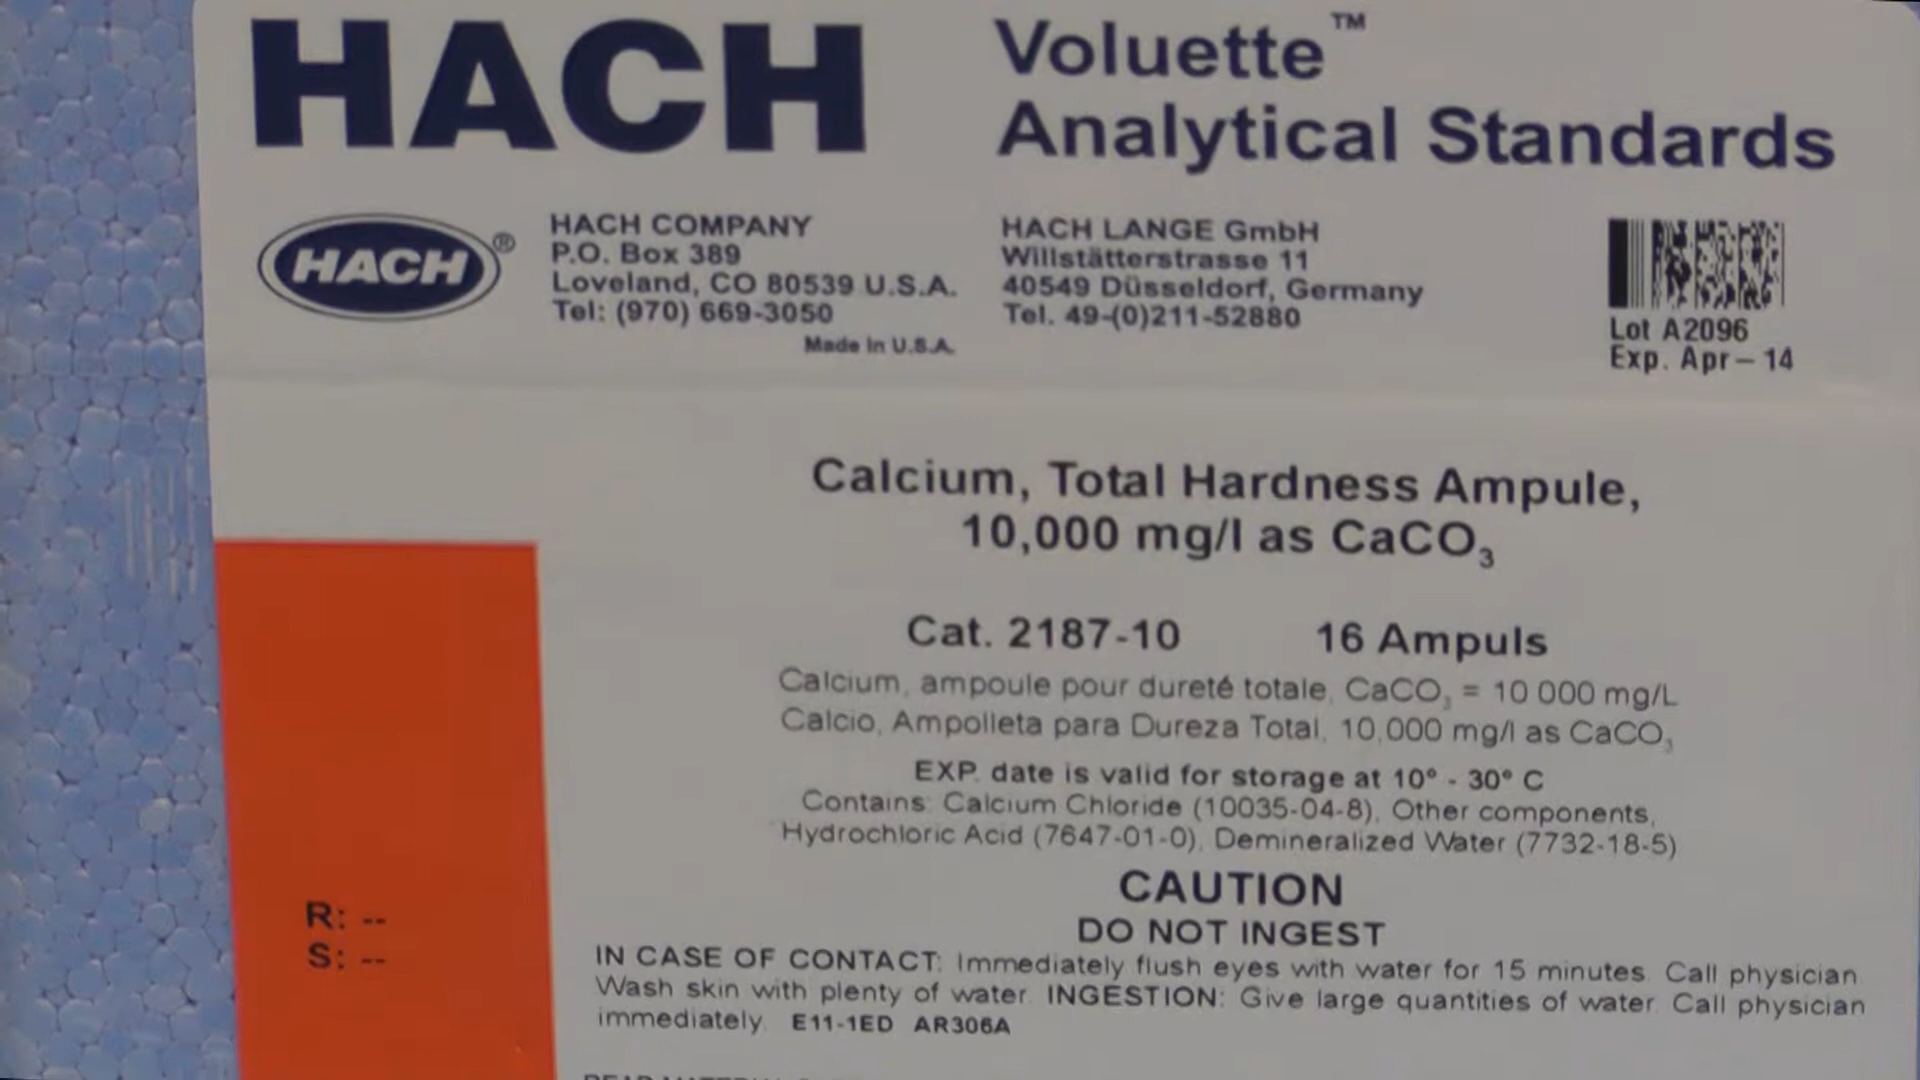 HACH
Voluette™
Analytical Standards
HACH®
HACH COMPANY
P.O. Box 389
Loveland, CO 80539 U.S.A.
Tel: (970) 669-3050
Made in U.S.A.
HACH LANGE GmbH
Willstätterstrasse 11
40549 Düsseldorf, Germany
Tel. 49-(0)211-52880
Lot A2096
Exp. Apr – 14
Calcium, Total Hardness Ampule,
10,000 mg/l as CaCO₃
Cat. 2187-10 16 Ampuls
Calcium, ampoule pour dureté totale, CaCO₃ = 10 000 mg/L
Calcio, Ampolleta para Dureza Total, 10,000 mg/l as CaCO₃
EXP. date is valid for storage at 10° - 30° C
Contains: Calcium Chloride (10035-04-8), Other components,
Hydrochloric Acid (7647-01-0), Demineralized Water (7732-18-5)
CAUTION
DO NOT INGEST
R: --
S: --
IN CASE OF CONTACT: Immediately flush eyes with water for 15 minutes. Call physician.
Wash skin with plenty of water. INGESTION: Give large quantities of water. Call physician
immediately. E11-1ED AR306A